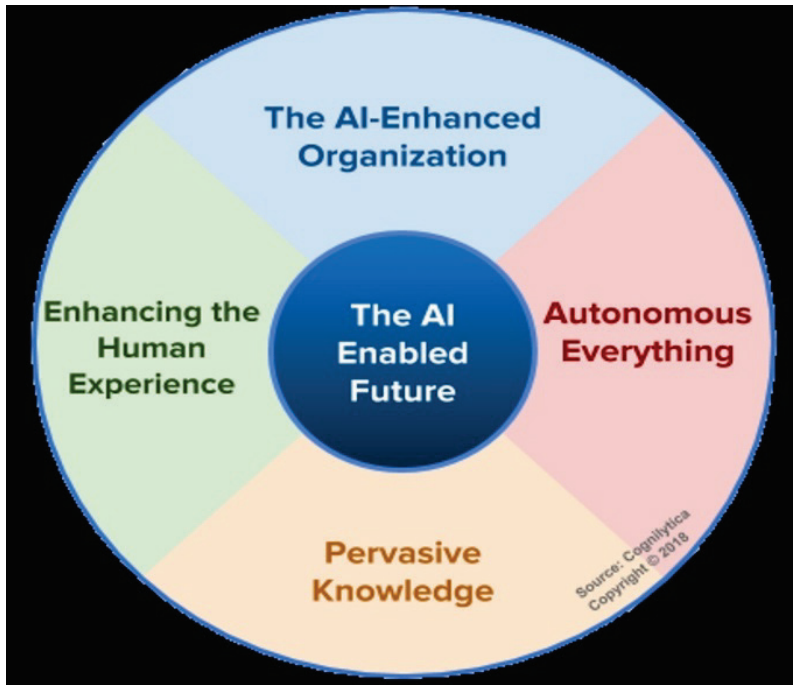 The AI-Enhanced
Organization
Enhancing the
Human
Experience
The AI
Enabled
Future
Autonomous
Everything
Pervasive
Knowledge
Source: Cognilytica
Copyright © 2018